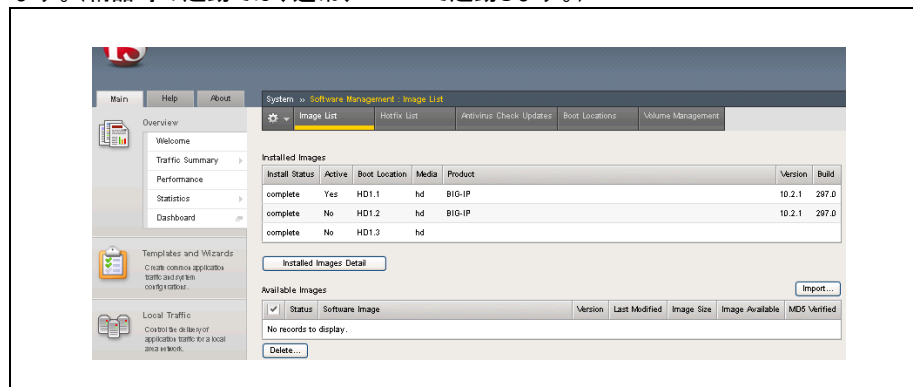 Main Help About
System » Software Management : Image List
Image List Hotfix List Antivirus Check Updates Boot Locations Volume Management
Overview
Welcome
Traffic Summary
Performance
Statistics
Dashboard
Templates and Wizards
Create common application
traffic and system
configurations.
Local Traffic
Control the delivery of
application traffic for a local
area network.
Installed Images
Install Status Active Boot Location Media Product Version Build
complete Yes HD1.1 hd BIG-IP 10.2.1 297.0
complete No HD1.2 hd BIG-IP 10.2.1 297.0
complete No HD1.3 hd
Installed Images Detail
Available Images
Import...
Status Software Image Version Last Modified Image Size Image Available MD5 Verified
No records to display.
Delete...